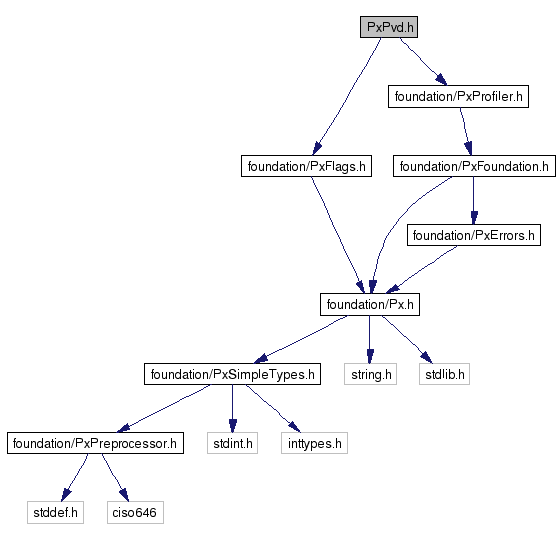 PxPvd.h
foundation/PxProfiler.h
foundation/PxFlags.h
foundation/PxFoundation.h
foundation/PxErrors.h
foundation/Px.h
foundation/PxSimpleTypes.h
string.h
stdlib.h
foundation/PxPreprocessor.h
stdint.h
inttypes.h
stddef.h
ciso646